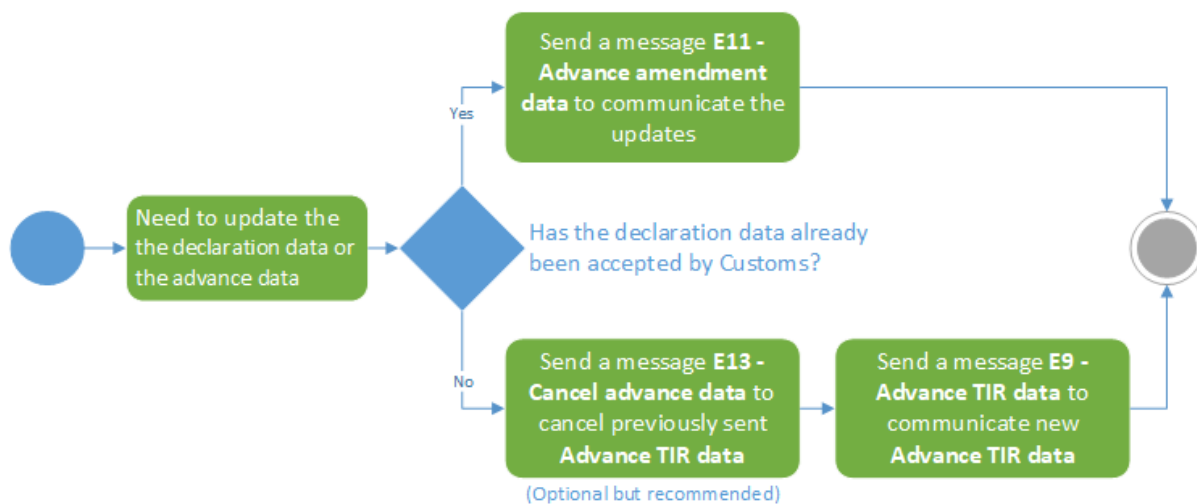 Send a message E11 -
Advance amendment
data to communicate the
updates
Yes
Need to update the
the declaration data or
the advance data
Has the declaration data already
been accepted by Customs?
No
Send a message E13 -
Cancel advance data to
cancel previously sent
Advance TIR data
(Optional but recommended)
Send a message E9 -
Advance TIR data to
communicate new
Advance TIR data